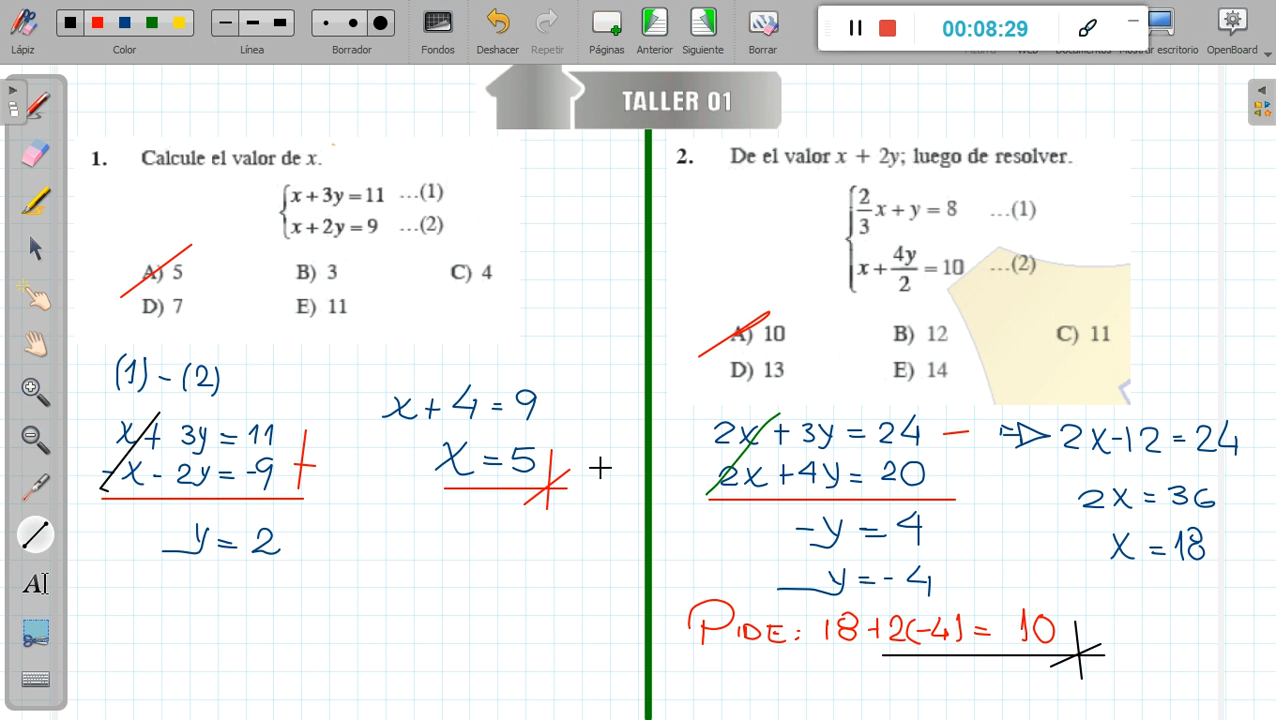 00:08:29
Lápiz Color Línea Borrador Fondos Deshacer Repetir Páginas Anterior Siguiente Borrar Mostrar escritorio OpenBoard
TALLER 01
1. Calcule el valor de x.
x + 3y = 11 ...(1)
x + 2y = 9 ...(2)
A) 5 B) 3 C) 4
D) 7 E) 11
(1) - (2)
x + 3y = 11
-x - 2y = -9
y = 2
x + 4 = 9
x = 5
2. De el valor x + 2y; luego de resolver.
2/3 x + y = 8 ...(1)
x + 4y/2 = 10 ...(2)
A) 10 B) 12 C) 11
D) 13 E) 14
2x + 3y = 24 -
2x + 4y = 20
-y = 4
y = -4
⇒ 2x - 12 = 24
2x = 36
x = 18
PIDE: 18 + 2(-4) = 10
AI